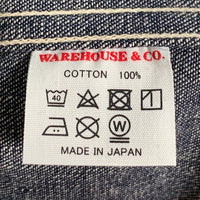 WAREHOUSE & CO.
COTTON 100%
40
W
MADE IN JAPAN